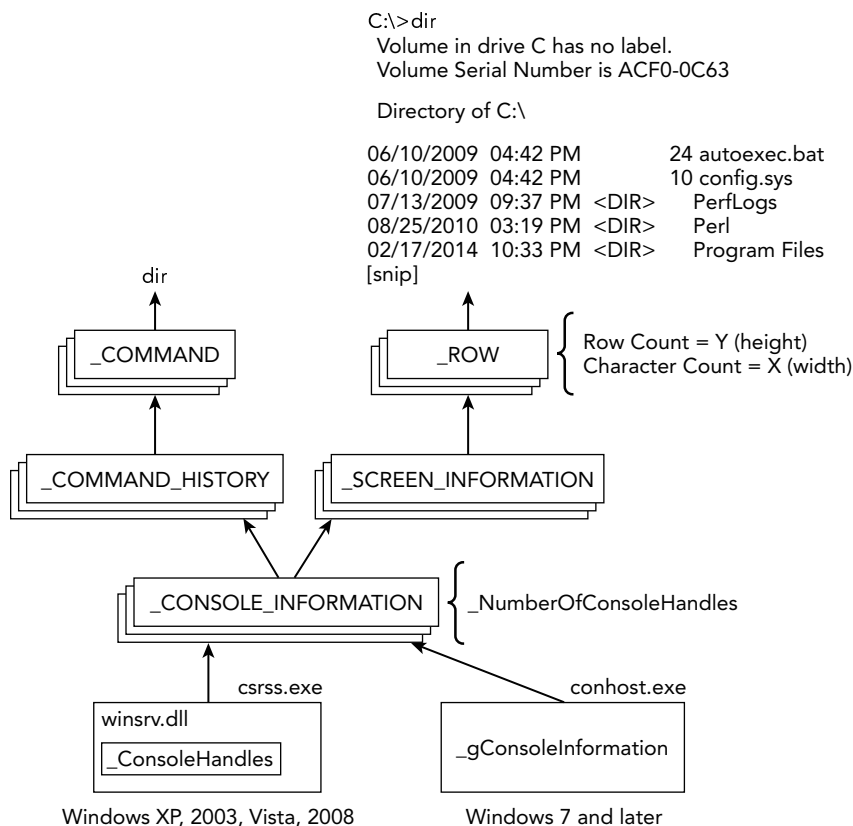 C:\>dir
Volume in drive C has no label.
Volume Serial Number is ACF0-0C63
Directory of C:\
06/10/2009 04:42 PM 24 autoexec.bat
06/10/2009 04:42 PM 10 config.sys
07/13/2009 09:37 PM <DIR> PerfLogs
08/25/2010 03:19 PM <DIR> Perl
02/17/2014 10:33 PM <DIR> Program Files
[snip]
dir
_COMMAND
_ROW
Row Count = Y (height)
Character Count = X (width)
_COMMAND_HISTORY
_SCREEN_INFORMATION
_CONSOLE_INFORMATION
_NumberOfConsoleHandles
csrss.exe
conhost.exe
winsrv.dll
_ConsoleHandles
_gConsoleInformation
Windows XP, 2003, Vista, 2008
Windows 7 and later